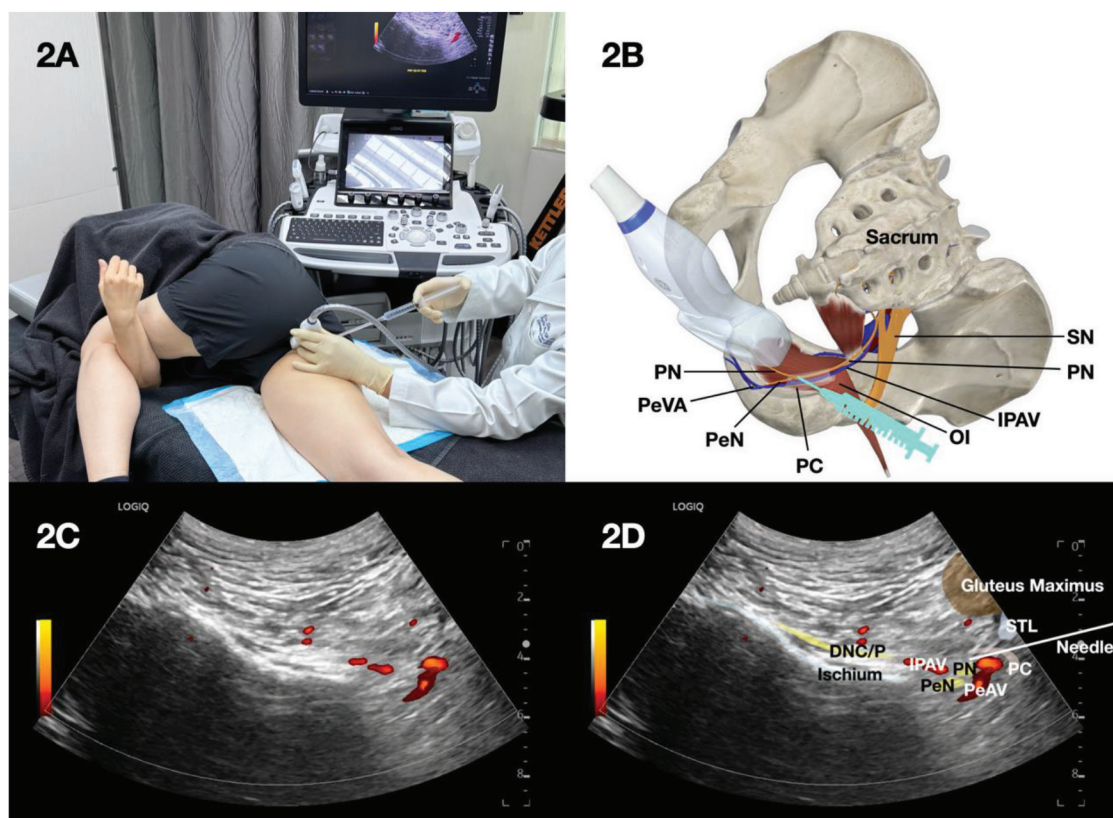 2A
LOGIQ
KETTLER
2B
Sacrum
SN
PN
PN
PeVA
IPAV
PeN
OI
PC
2C
LOGIQ
0
2
4
6
8
2D
LOGIQ
0
Gluteus Maximus
2
STL
Needle
DNC/P
4
IPAV
PN
PC
Ischium
PeN
PeAV
6
8